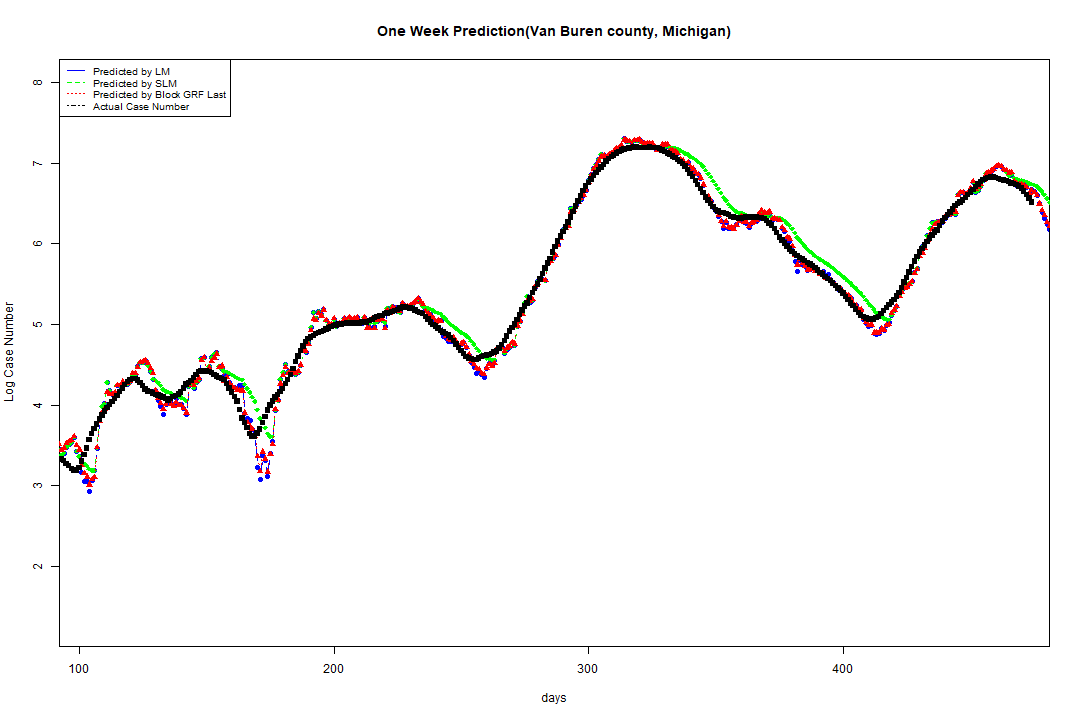 One Week Prediction(Van Buren county, Michigan)
Predicted by LM
Predicted by SLM
Predicted by Block GRF Last
Actual Case Number
8
7
6
5
4
3
2
Log Case Number
100 200 300 400
days